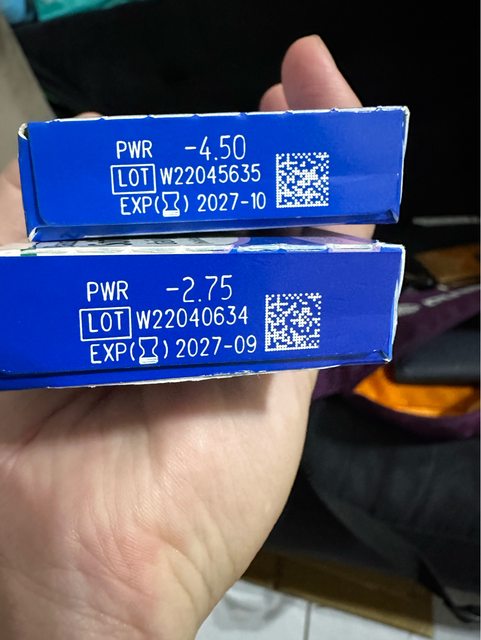 PWR -4.50
LOT W22045635
EXP() 2027-10
PWR -2.75
LOT W22040634
EXP() 2027-09